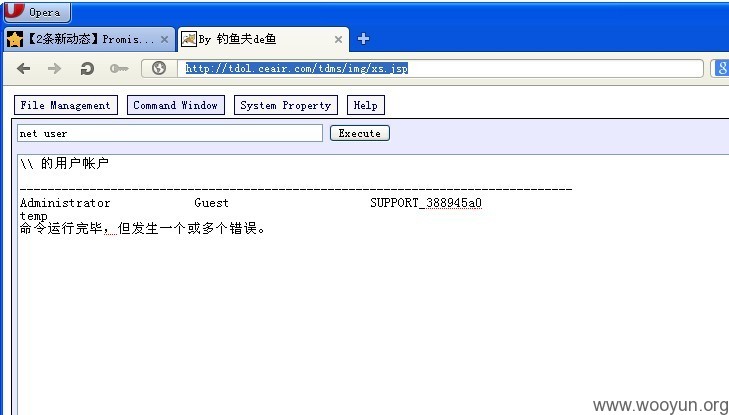 Opera
【2条新动态】Promis...
By 钓鱼夫de鱼
http://tdol.ceair.com/tdms/img/xs.jsp
File Management
Command Window
System Property
Help
net user
Execute
\\ 的用户帐户
-------------------------------------------------------------------------------
Administrator Guest SUPPORT_388945a0
temp
命令运行完毕，但发生一个或多个错误。
www.wooyun.org